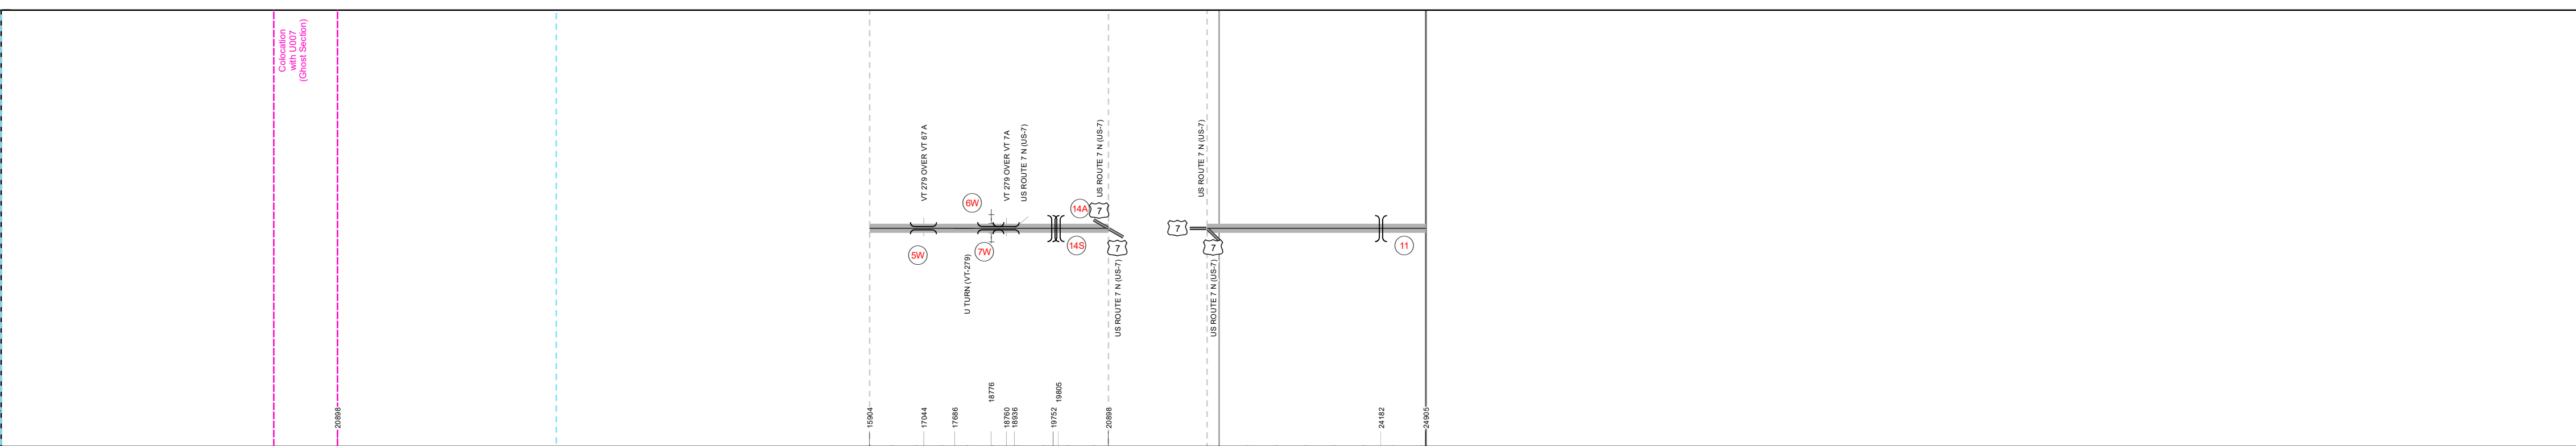 Colocation
with U007
(Ghost Section)
VT 279 OVER VT 67 A
VT 279 OVER VT 7A
US ROUTE 7 N (US-7)
US ROUTE 7 N (US-7)
US ROUTE 7 N (US-7)
6W
14A
7
5W
7W
14S
7
7
7
11
U TURN (VT-279)
US ROUTE 7 N (US-7)
US ROUTE 7 N (US-7)
20898
15904
17044
17686
18776
18760
18936
19752
19805
20898
24182
24905